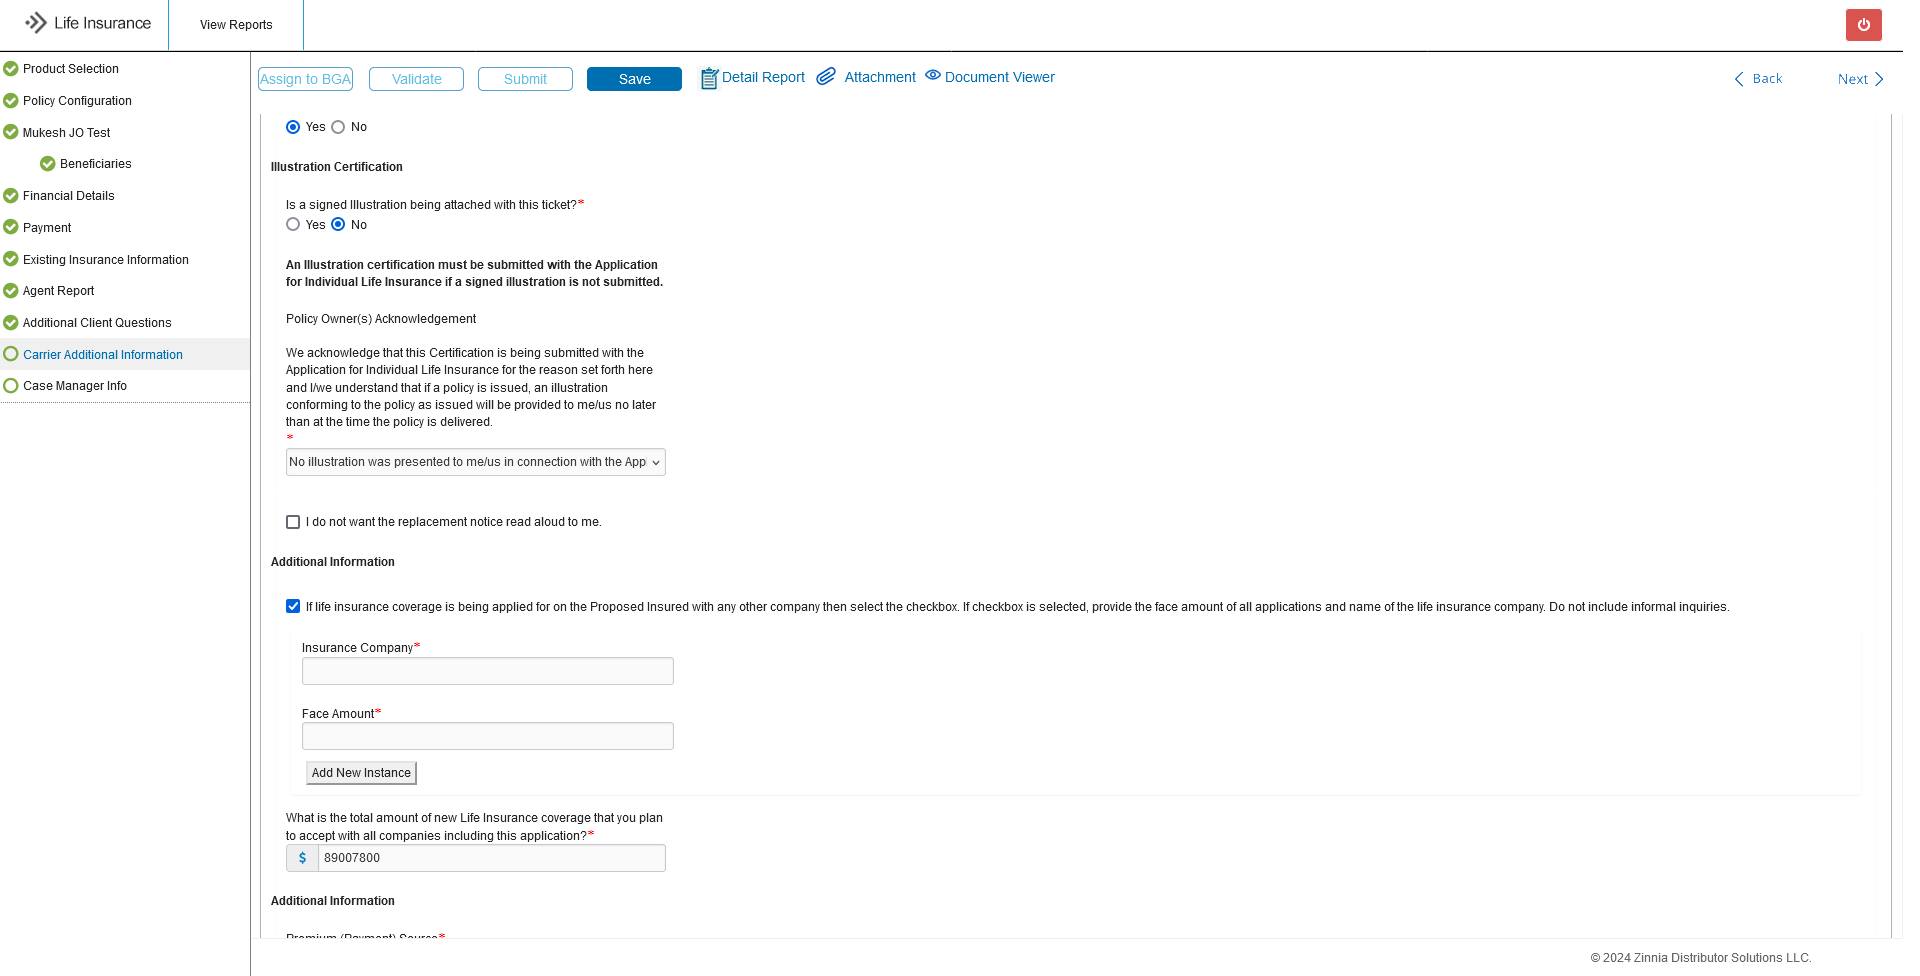 Life Insurance
View Reports
Product Selection
Policy Configuration
Mukesh JO Test
Beneficiaries
Financial Details
Payment
Existing Insurance Information
Agent Report
Additional Client Questions
Carrier Additional Information
Case Manager Info
Assign to BGA
Validate
Submit
Save
Detail Report
Attachment
Document Viewer
Back
Next
Yes No
Illustration Certification
Is a signed Illustration being attached with this ticket?*
Yes No
An Illustration certification must be submitted with the Application
for Individual Life Insurance if a signed illustration is not submitted.
Policy Owner(s) Acknowledgement
We acknowledge that this Certification is being submitted with the
Application for Individual Life Insurance for the reason set forth here
and I/we understand that if a policy is issued, an illustration
conforming to the policy as issued will be provided to me/us no later
than at the time the policy is delivered.
*
No illustration was presented to me/us in connection with the App
I do not want the replacement notice read aloud to me.
Additional Information
If life insurance coverage is being applied for on the Proposed Insured with any other company then select the checkbox. If checkbox is selected, provide the face amount of all applications and name of the life insurance company. Do not include informal inquiries.
Insurance Company*
Face Amount*
Add New Instance
What is the total amount of new Life Insurance coverage that you plan
to accept with all companies including this application?*
$ 89007800
Additional Information
Premium (Payment) Source*
© 2024 Zinnia Distributor Solutions LLC.